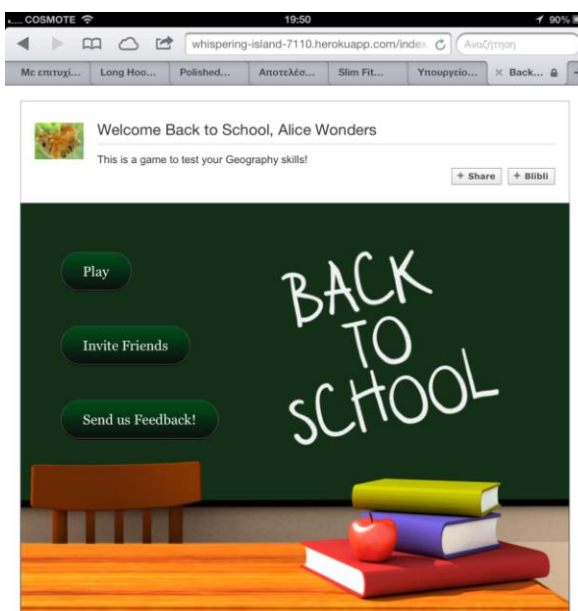 COSMOTE 19:50 90%
whispering-island-7110.herokuapp.com/index Αναζήτηση
Με επιτυχί... Long Hoo... Polished... Αποτελέσ... Slim Fit... Υπουργείο... × Back...
Welcome Back to School, Alice Wonders
This is a game to test your Geography skills!
+ Share + Blibli
Play
Invite Friends
Send us Feedback!
BACK
TO
SCHOOL